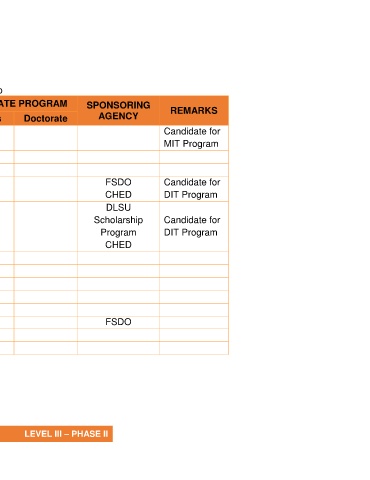 ATE PROGRAM
SPONSORING
AGENCY
REMARKS
s
Doctorate
Candidate for
MIT Program
FSDO
CHED
Candidate for
DIT Program
DLSU
Scholarship
Program
CHED
Candidate for
DIT Program
FSDO
LEVEL III – PHASE II